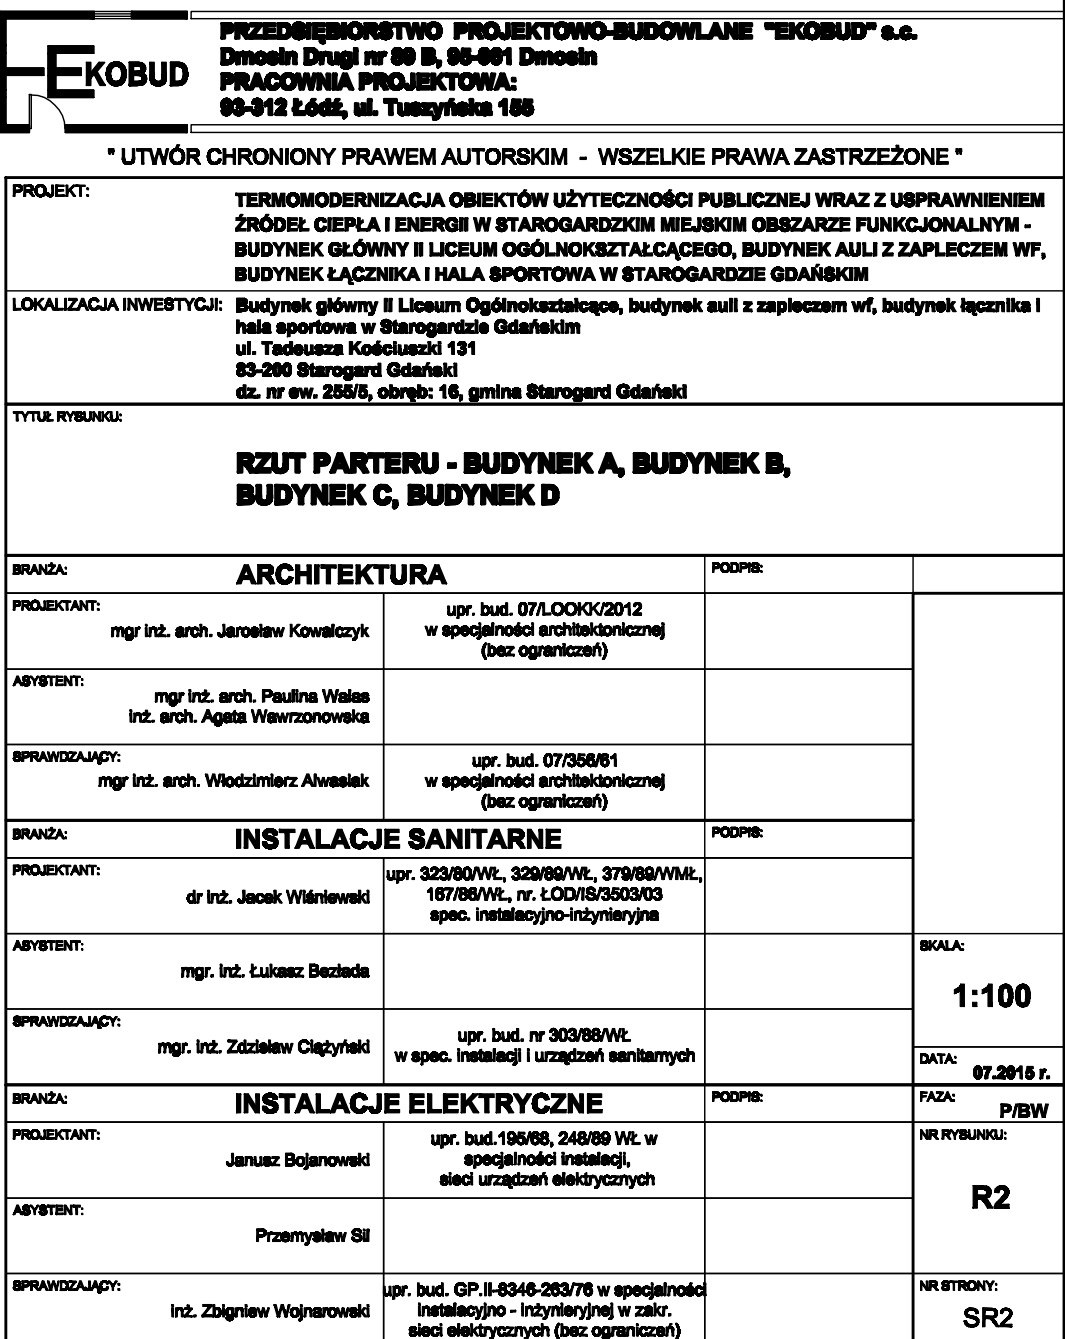 PRZEDSIĘBIORSTWO PROJEKTOWO-BUDOWLANE "EKOBUD" s.c.
Dmosin Drugi nr 89 B, 95-061 Dmosin
PRACOWNIA PROJEKTOWA:
93-312 Łódź, ul. Tuszyńska 155
EKOBUD
" UTWÓR CHRONIONY PRAWEM AUTORSKIM - WSZELKIE PRAWA ZASTRZEŻONE "
PROJEKT:
TERMOMODERNIZACJA OBIEKTÓW UŻYTECZNOŚCI PUBLICZNEJ WRAZ Z USPRAWNIENIEM
ŹRÓDEŁ CIEPŁA I ENERGII W STAROGARDZKIM MIEJSKIM OBSZARZE FUNKCJONALNYM -
BUDYNEK GŁÓWNY II LICEUM OGÓLNOKSZTAŁCĄCEGO, BUDYNEK AULI Z ZAPLECZEM WF,
BUDYNEK ŁĄCZNIKA I HALA SPORTOWA W STAROGARDZIE GDAŃSKIM
LOKALIZACJA INWESTYCJI:
Budynek główny II Liceum Ogólnokształcące, budynek auli z zapleczem wf, budynek łącznika i
hala sportowa w Starogardzie Gdańskim
ul. Tadeusza Kościuszki 131
83-200 Starogard Gdański
dz. nr ew. 255/5, obręb: 16, gmina Starogard Gdański
TYTUŁ RYSUNKU:
RZUT PARTERU - BUDYNEK A, BUDYNEK B,
BUDYNEK C, BUDYNEK D
BRANŻA:
ARCHITEKTURA
PODPIS:
PROJEKTANT:
mgr inż. arch. Jarosław Kowalczyk
upr. bud. 07/LOOKK/2012
w specjalności architektonicznej
(bez ograniczeń)
ASYSTENT:
mgr inż. arch. Paulina Walas
inż. arch. Agata Wawrzonowska
SPRAWDZAJĄCY:
mgr inż. arch. Włodzimierz Alwasiak
upr. bud. 07/356/61
w specjalności architektonicznej
(bez ograniczeń)
BRANŻA:
INSTALACJE SANITARNE
PODPIS:
PROJEKTANT:
dr inż. Jacek Wiśniewski
upr. 323/80/WŁ, 329/89/WŁ, 379/89/WMŁ,
167/86/WŁ, nr. ŁOD/IS/3503/03
spec. instalacyjno-inżynieryjna
ASYSTENT:
mgr. inż. Łukasz Bezłada
SKALA:
1:100
SPRAWDZAJĄCY:
mgr. inż. Zdzisław Ciążyński
upr. bud. nr 303/88/WŁ
w spec. instalacji i urządzeń sanitarnych
DATA:
07.2015 r.
BRANŻA:
INSTALACJE ELEKTRYCZNE
PODPIS:
FAZA:
P/BW
PROJEKTANT:
Janusz Bojanowski
upr. bud.195/68, 248/89 WŁ w
specjalności instalacji,
sieci urządzeń elektrycznych
NR RYSUNKU:
R2
ASYSTENT:
Przemysław Sil
SPRAWDZAJĄCY:
inż. Zbigniew Wojnarowski
upr. bud. GP.II-8346-263/76 w specjalności
instalacyjno - inżynieryjnej w zakr.
sieci elektrycznych (bez ograniczeń)
NR STRONY:
SR2